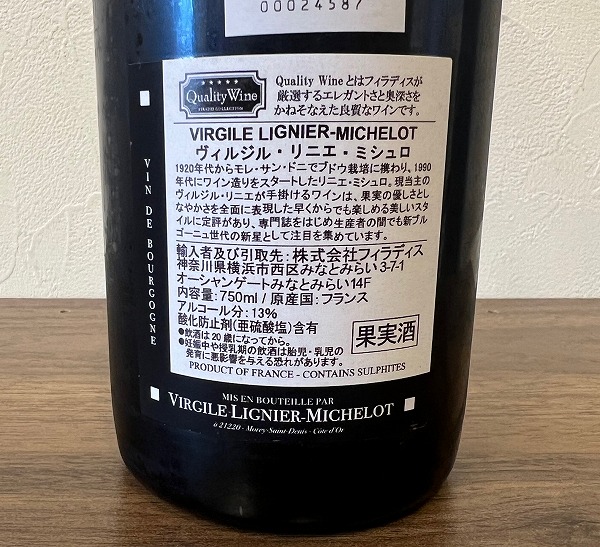 00024587
★★★★★
Quality Wine
Quality Wine とはフィラディスが
厳選するエレガントさと奥深さを
かねそなえた良質なワインです。
VIRGILE LIGNIER-MICHELOT
ヴィルジル・リニエ・ミシュロ
1920年代からモレ・サン・ドニでブドウ栽培に携わり、1990
年代にワイン造りをスタートしたリニエ・ミシュロ。現当主の
ヴィルジル・リニエが手掛けるワインは、果実の優しさとし
なやかさを全面に表現した早くからでも楽しめる美しいスタ
イルに定評があり、専門誌をはじめ生産者の間でも新ブル
ゴーニュ世代の新星として注目を集めています。
輸入者及び引取先:株式会社フィラディス
神奈川県横浜市西区みなとみらい3-7-1
オーシャンゲートみなとみらい14F
内容量:750ml / 原産国:フランス
アルコール分:13%
酸化防止剤(亜硫酸塩)含有
●飲酒は20歳になってから。
●妊娠中や授乳期の飲酒は胎児・乳児の
発育に悪影響を与える恐れがあります。
果実酒
PRODUCT OF FRANCE - CONTAINS SULPHITES
VIN DE BOURGOGNE
MIS EN BOUTEILLE PAR
VIRGILE LIGNIER-MICHELOT
à 21220 - Morey-Saint-Denis - Côte d'Or